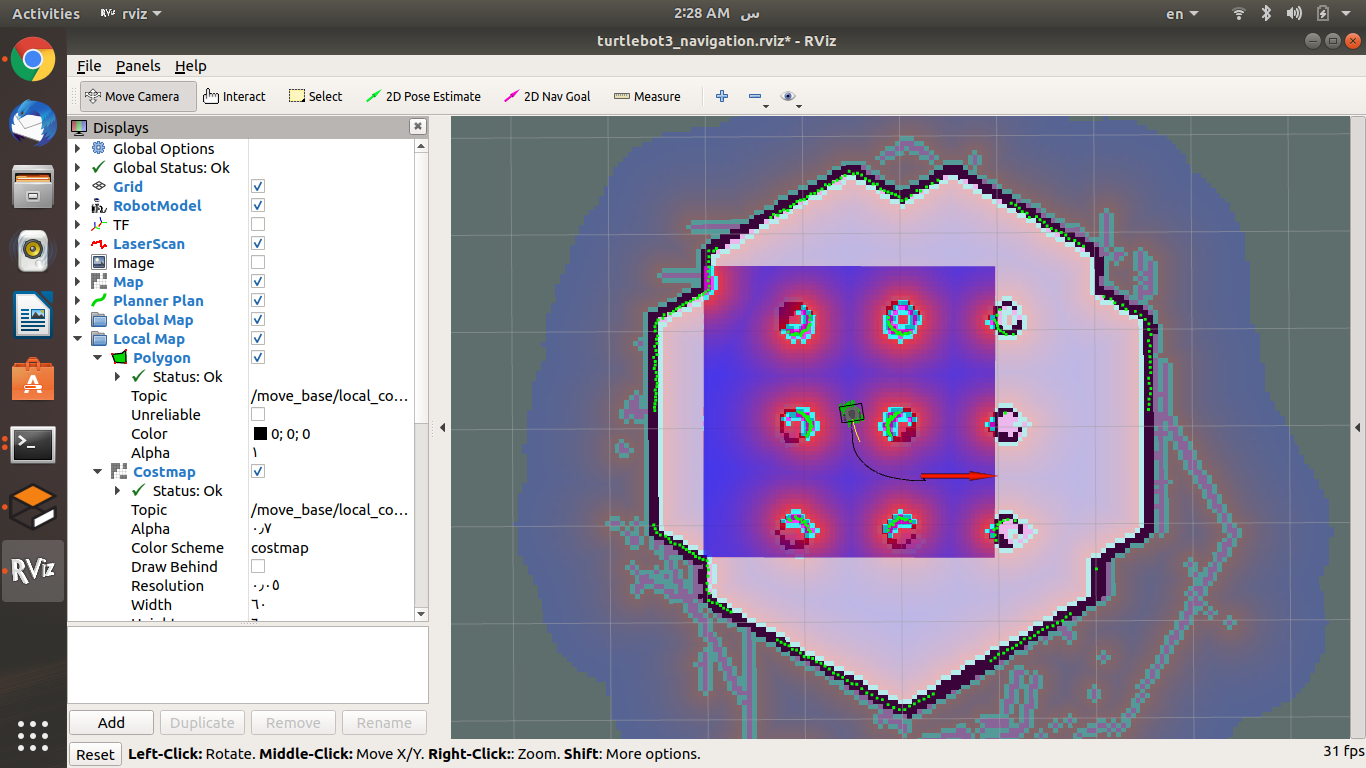 Activities
RViz rviz
2:28 AM س
en
turtlebot3_navigation.rviz* - RViz
File Panels Help
Move Camera Interact Select 2D Pose Estimate 2D Nav Goal Measure
Displays
Global Options
Global Status: Ok
Grid
RobotModel
TF
LaserScan
Image
Map
Planner Plan
Global Map
Local Map
Polygon
Status: Ok
Topic /move_base/local_co...
Unreliable
Color 0; 0; 0
Alpha ١
Costmap
Status: Ok
Topic /move_base/local_co...
Alpha ٠٫٧
Color Scheme costmap
Draw Behind
Resolution ٠٫٠٥
Width ٦٠
RViz
Add Duplicate Remove Rename
Reset Left-Click: Rotate. Middle-Click: Move X/Y. Right-Click:: Zoom. Shift: More options. 31 fps